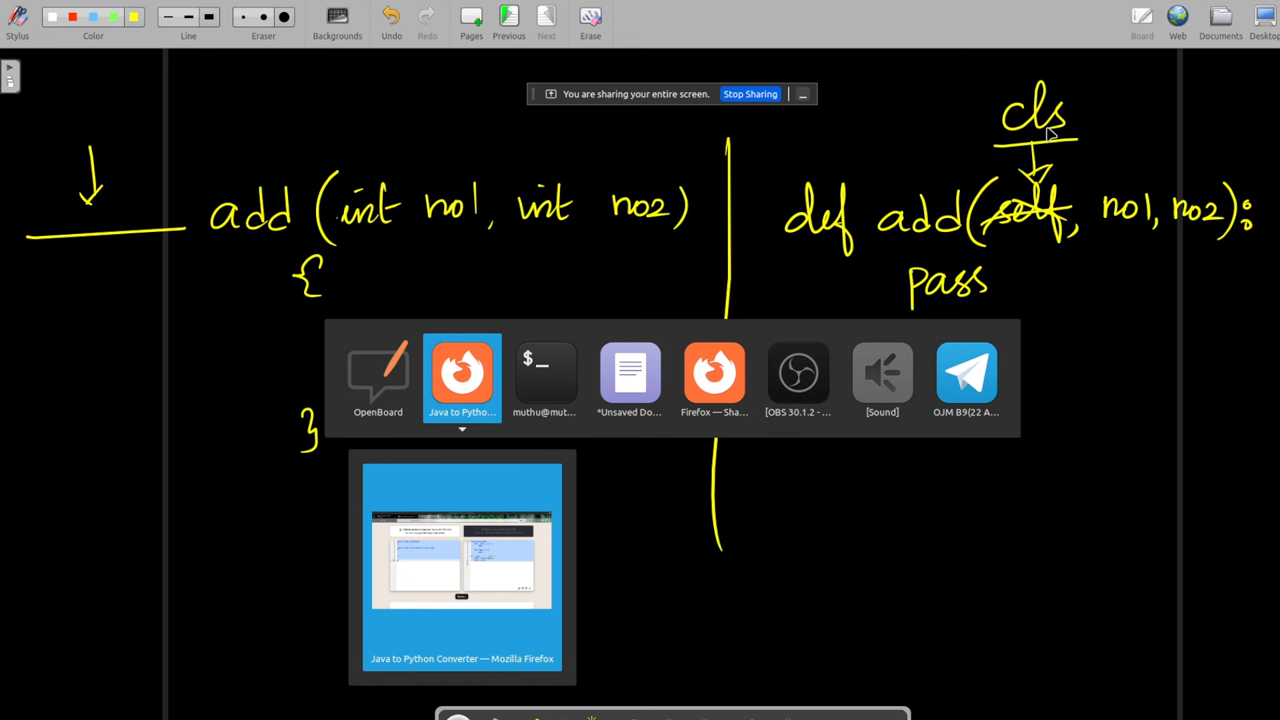 Stylus
Color
Line
Eraser
Backgrounds
Undo
Redo
Pages
Previous
Next
Erase
Board
Web
Documents
Desktop
You are sharing your entire screen. Stop Sharing
cls
add (int no1, int no2)
{
}
def add(self, no1, no2):
pass
OpenBoard
Java to Pytho...
muthu@mut...
*Unsaved Do...
Firefox — Sha...
[OBS 30.1.2 - ...
[Sound]
OJM B9(22 A...
$_
Java to Python Converter — Mozilla Firefox